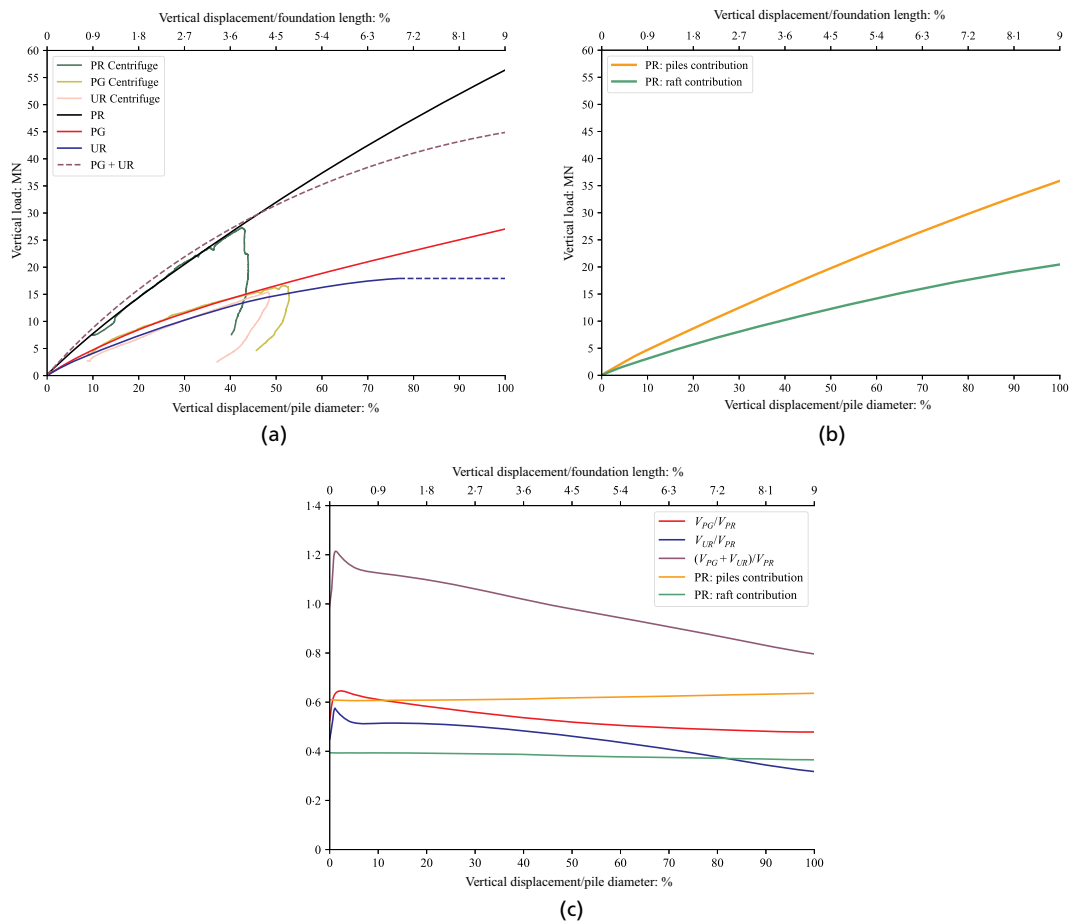 Vertical displacement/foundation length: %
0 0·9 1·8 2·7 3·6 4·5 5·4 6·3 7·2 8·1 9
60
55
50
45
40
35
30
25
20
15
10
5
0
Vertical load: MN
PR Centrifuge
PG Centrifuge
UR Centrifuge
PR
PG
UR
PG + UR
0 10 20 30 40 50 60 70 80 90 100
Vertical displacement/pile diameter: %
(a)
Vertical displacement/foundation length: %
0 0·9 1·8 2·7 3·6 4·5 5·4 6·3 7·2 8·1 9
60
55
50
45
40
35
30
25
20
15
10
5
0
Vertical load: MN
PR: piles contribution
PR: raft contribution
0 10 20 30 40 50 60 70 80 90 100
Vertical displacement/pile diameter: %
(b)
Vertical displacement/foundation length: %
0 0·9 1·8 2·7 3·6 4·5 5·4 6·3 7·2 8·1 9
1·4
1·2
1·0
0·8
0·6
0·4
0·2
0
V_PG/V_PR
V_UR/V_PR
(V_PG + V_UR)/V_PR
PR: piles contribution
PR: raft contribution
0 10 20 30 40 50 60 70 80 90 100
Vertical displacement/pile diameter: %
(c)